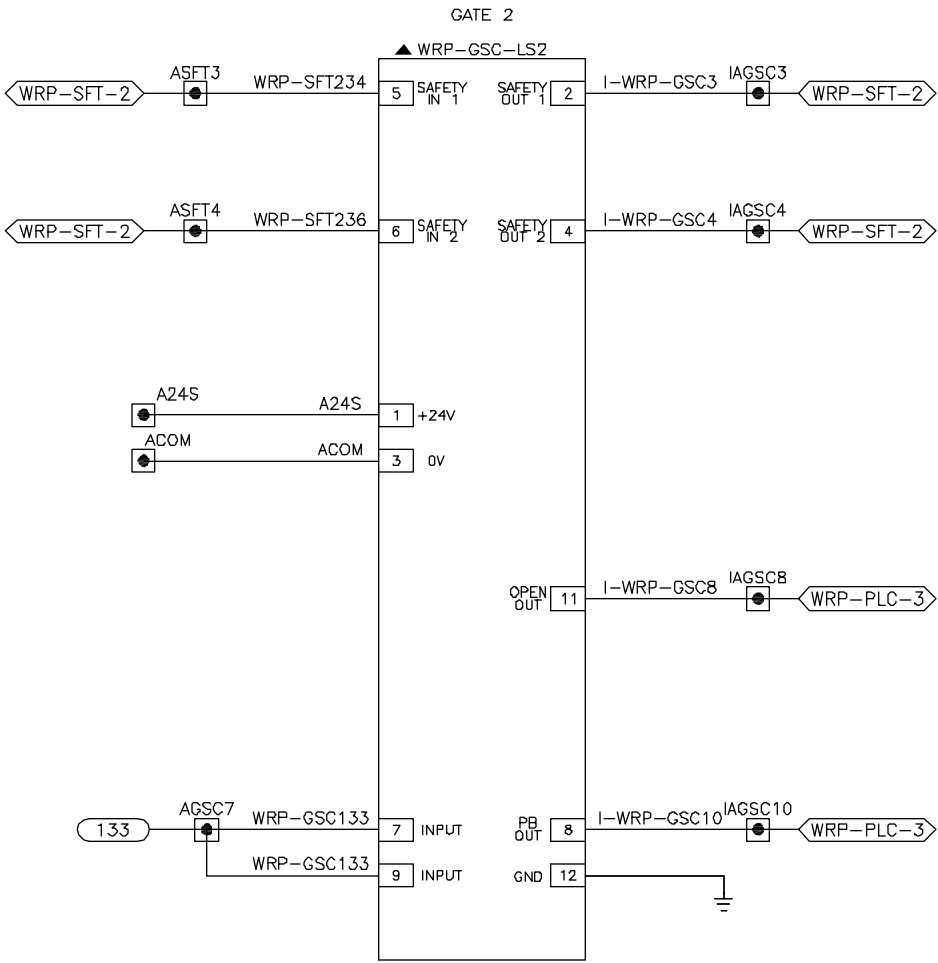 GATE 2
▲ WRP-GSC-LS2
ASFT3 IAGSC3
WRP-SFT-2 WRP-SFT234 5 SAFETY IN 1 SAFETY OUT 1 2 I-WRP-GSC3 WRP-SFT-2
ASFT4 IAGSC4
WRP-SFT-2 WRP-SFT236 6 SAFETY IN 2 SAFETY OUT 2 4 I-WRP-GSC4 WRP-SFT-2
A24S
A24S 1 +24V
ACOM
ACOM 3 0V
IAGSC8
OPEN OUT 11 I-WRP-GSC8 WRP-PLC-3
AGSC7 IAGSC10
133 WRP-GSC133 7 INPUT PB OUT 8 I-WRP-GSC10 WRP-PLC-3
WRP-GSC133 9 INPUT GND 12